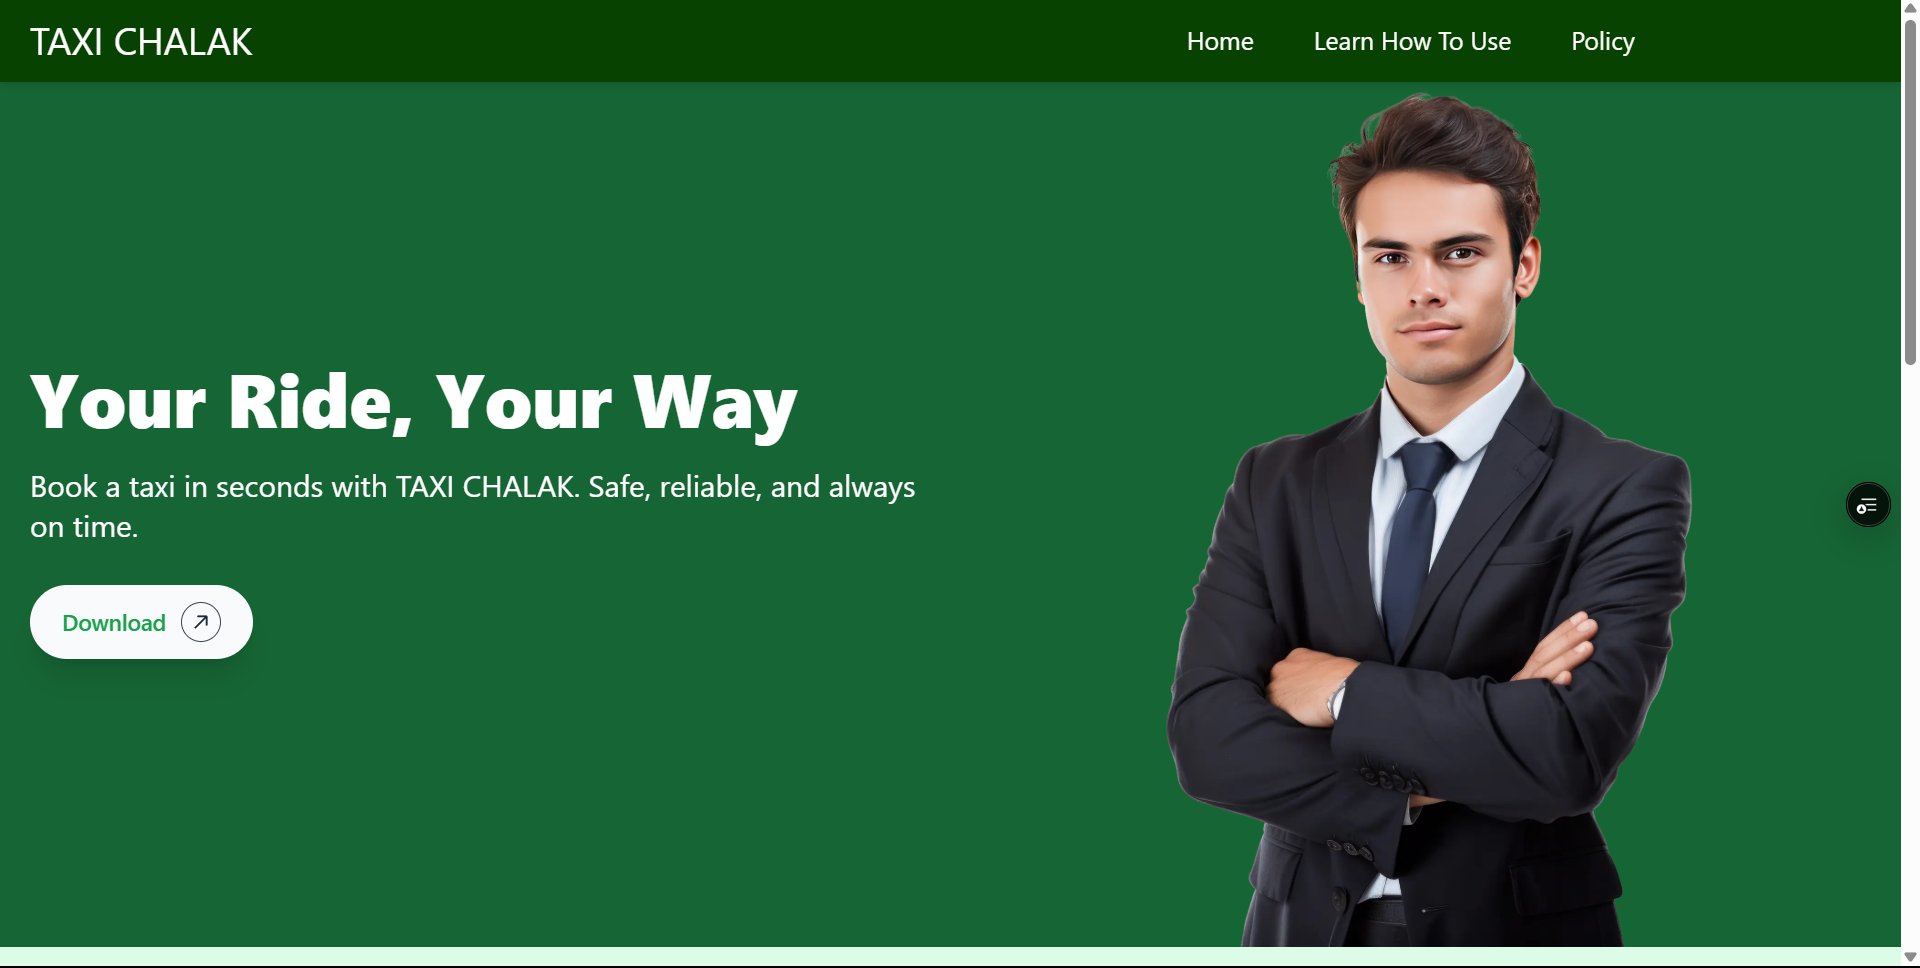 TAXI CHALAK
Home
Learn How To Use
Policy
Your Ride, Your Way
Book a taxi in seconds with TAXI CHALAK. Safe, reliable, and always
on time.
Download